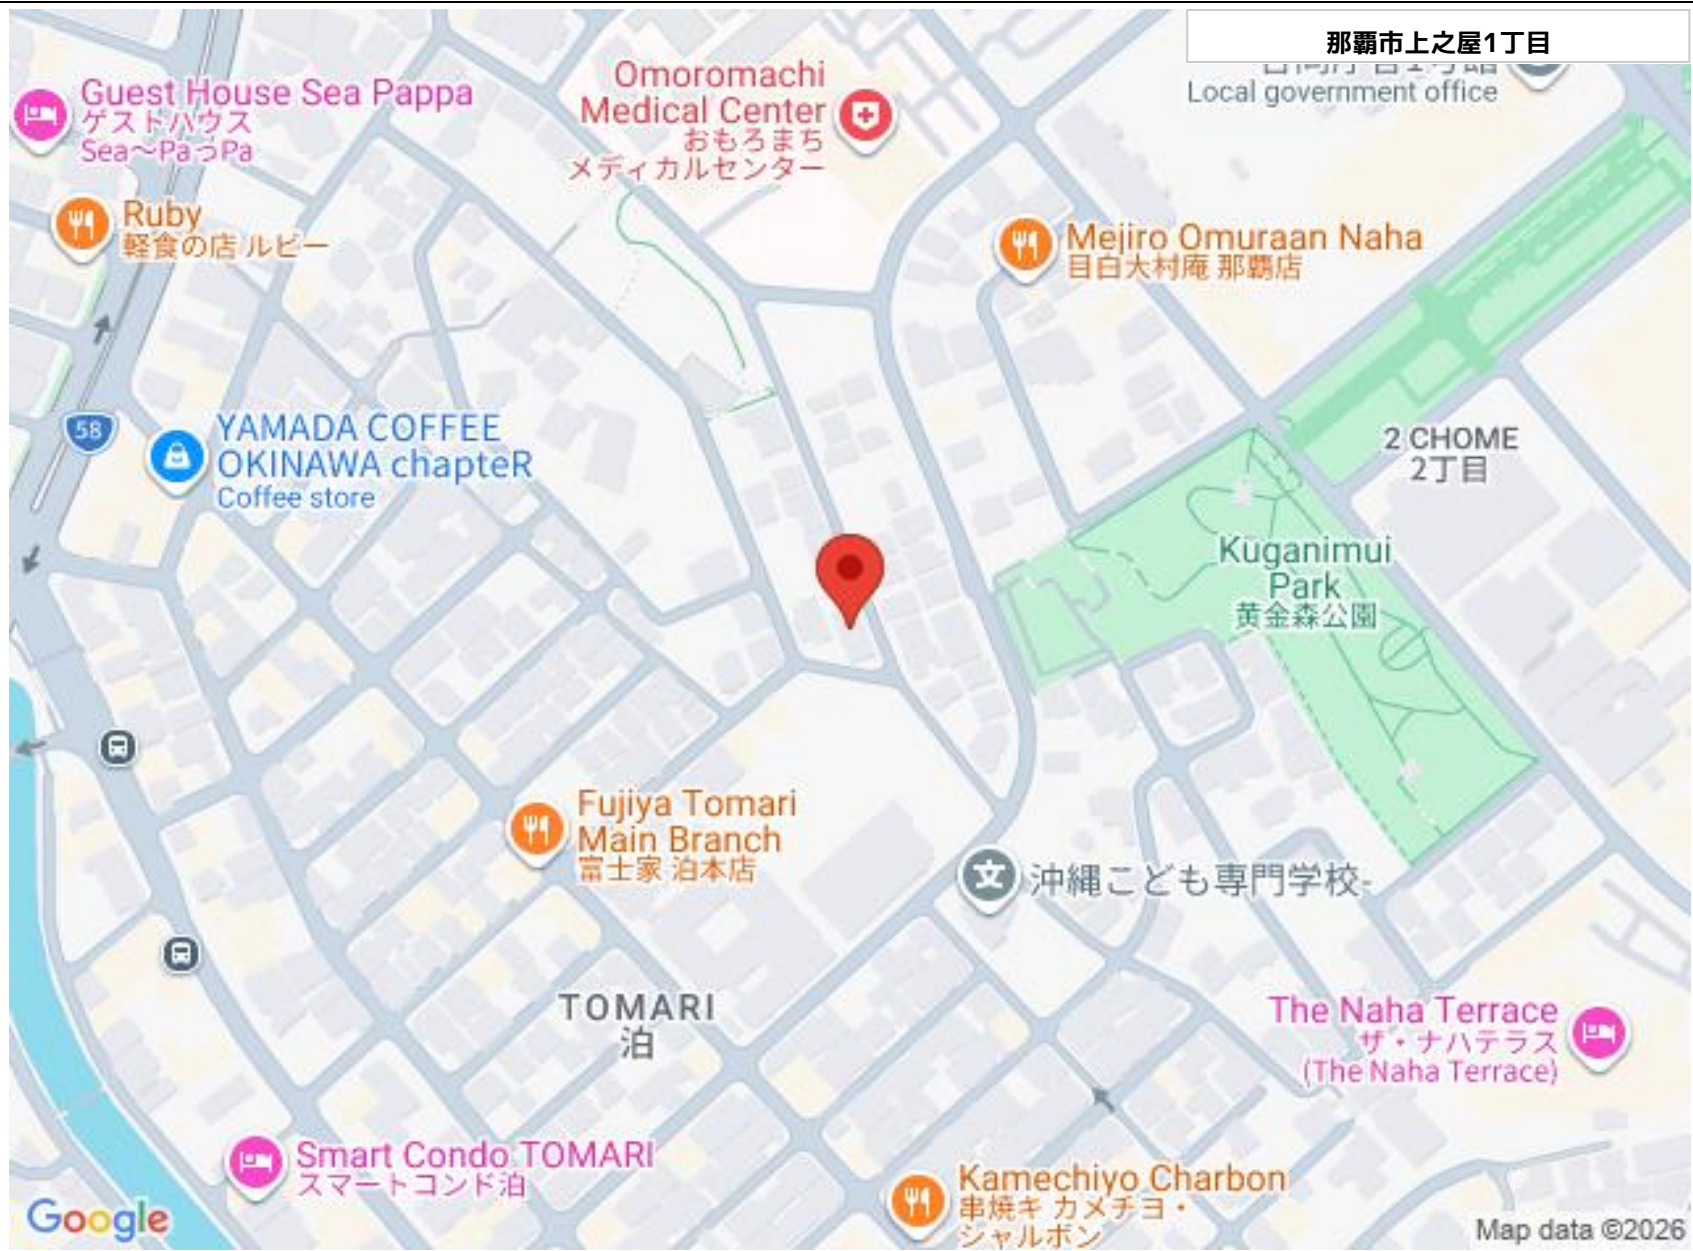 那覇市上之屋1丁目
Local government office
Guest House Sea Pappa
ゲストハウス
Sea〜PaっPa
Omoromachi
Medical Center
おもろまち
メディカルセンター
Ruby
軽食の店 ルビー
Mejiro Omuraan Naha
目白大村庵 那覇店
58
YAMADA COFFEE
OKINAWA chapteR
Coffee store
2 CHOME
2丁目
Kuganimui
Park
黄金森公園
Fujiya Tomari
Main Branch
富士家 泊本店
文
沖縄こども専門学校-
TOMARI
泊
The Naha Terrace
ザ・ナハテラス
(The Naha Terrace)
Smart Condo TOMARI
スマートコンド泊
Kamechiyo Charbon
串焼キ カメチヨ・
シャルボン
Google
Map data ©2026